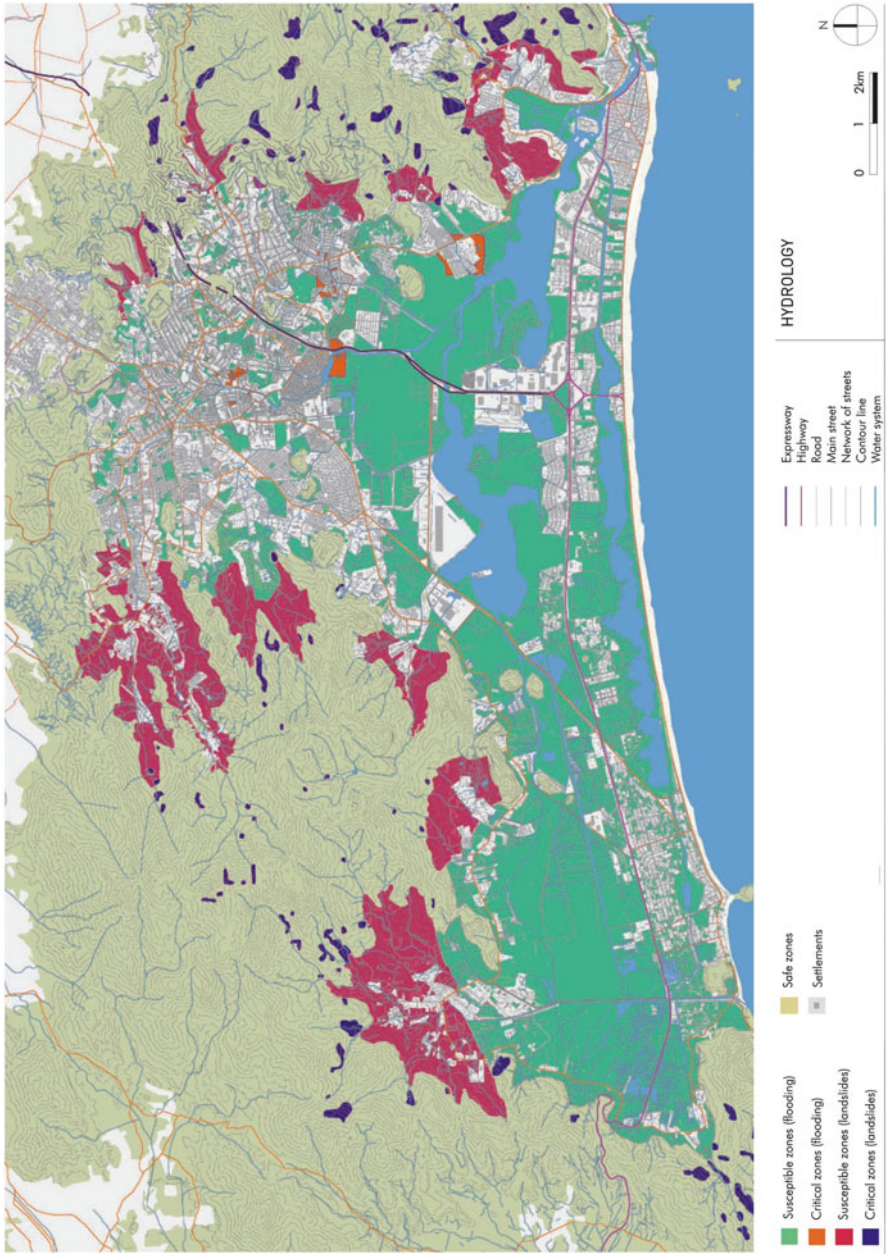 Susceptible zones (flooding)
Critical zones (flooding)
Susceptible zones (landslides)
Critical zones (landslides)
Safe zones
Settlements
Expressway
Highway
Road
Main street
Network of streets
Contour line
Water system
HYDROLOGY
0 1 2km
N